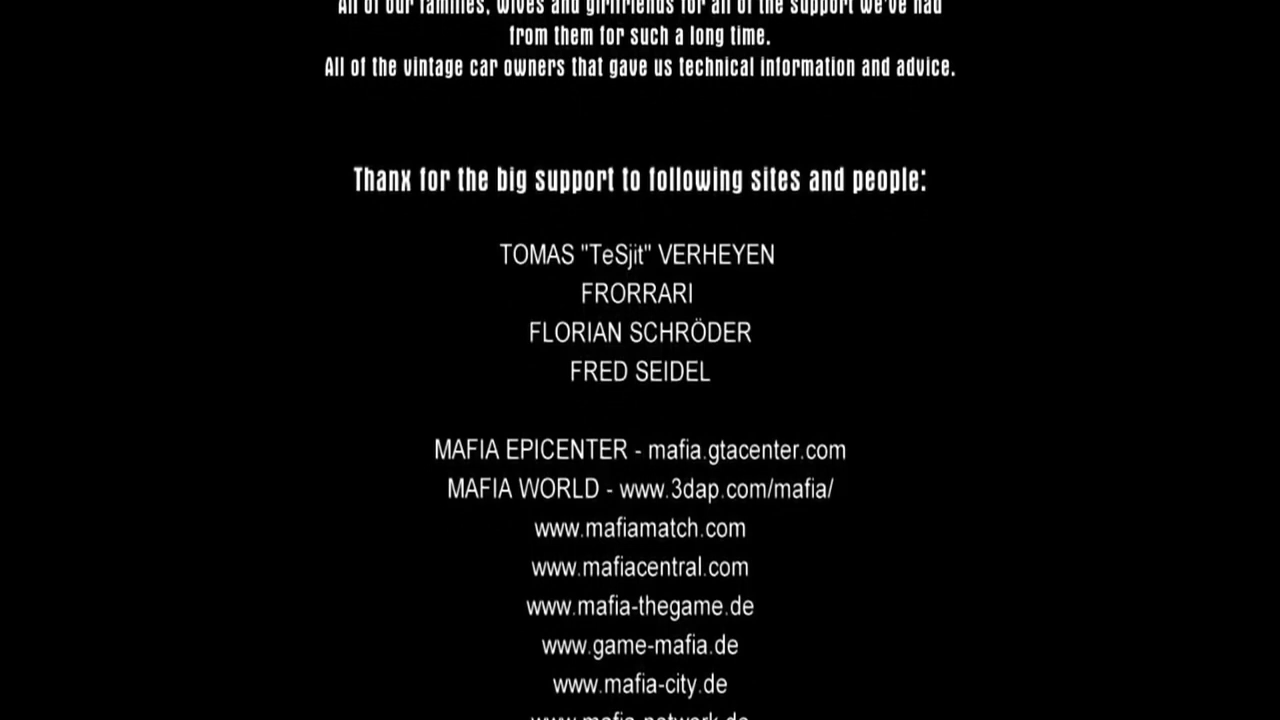 All of our families, wives and girlfriends for all of the support we've had
from them for such a long time.
All of the vintage car owners that gave us technical information and advice.
Thanx for the big support to following sites and people:
TOMAS "TeSjit" VERHEYEN
FRORRARI
FLORIAN SCHRÖDER
FRED SEIDEL
MAFIA EPICENTER - mafia.gtacenter.com
MAFIA WORLD - www.3dap.com/mafia/
www.mafiamatch.com
www.mafiacentral.com
www.mafia-thegame.de
www.game-mafia.de
www.mafia-city.de
www.mafia-network.de